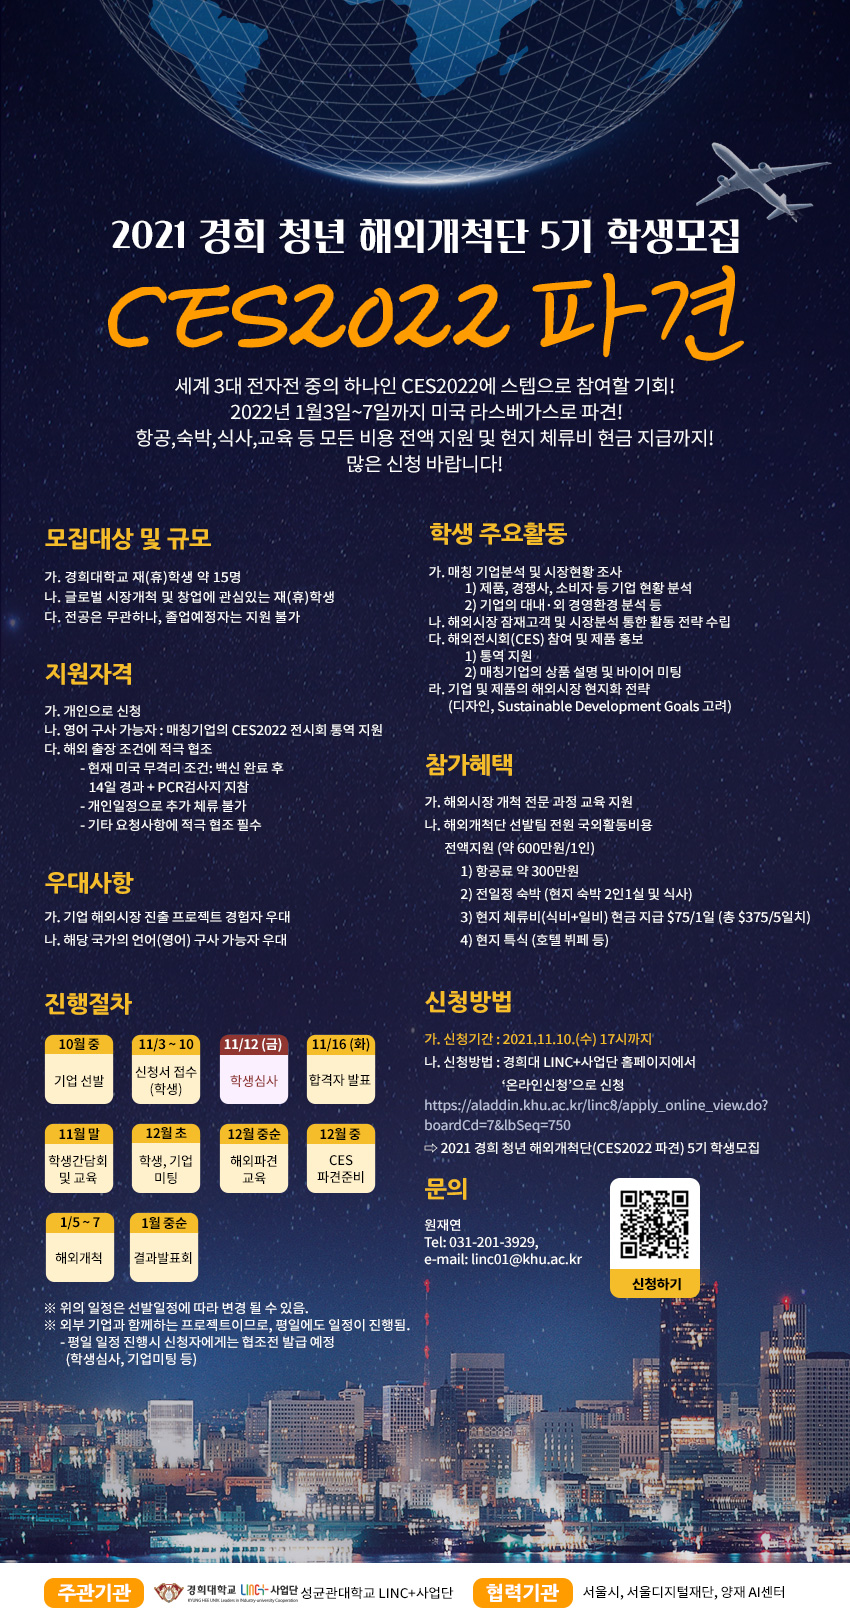 2021 경희 청년 해외개척단 5기 학생모집
CES2022 파견
세계 3대 전자전 중의 하나인 CES2022에 스텝으로 참여할 기회!
2022년 1월3일~7일까지 미국 라스베가스로 파견!
항공,숙박,식사,교육 등 모든 비용 전액 지원 및 현지 체류비 현금 지급까지!
많은 신청 바랍니다!
모집대상 및 규모
가. 경희대학교 재(휴)학생 약 15명
나. 글로벌 시장개척 및 창업에 관심있는 재(휴)학생
다. 전공은 무관하나, 졸업예정자는 지원 불가
지원자격
가. 개인으로 신청
나. 영어 구사 가능자 : 매칭기업의 CES2022 전시회 통역 지원
다. 해외 출장 조건에 적극 협조
- 현재 미국 무격리 조건: 백신 완료 후
14일 경과 + PCR검사지 지참
- 개인일정으로 추가 체류 불가
- 기타 요청사항에 적극 협조 필수
우대사항
가. 기업 해외시장 진출 프로젝트 경험자 우대
나. 해당 국가의 언어(영어) 구사 가능자 우대
진행절차
10월 중
기업 선발
11/3 ~ 10
신청서 접수
(학생)
11/12 (금)
학생심사
11/16 (화)
합격자 발표
11월 말
학생간담회
및 교육
12월 초
학생, 기업
미팅
12월 중순
해외파견
교육
12월 중
CES
파견준비
1/5 ~ 7
해외개척
1월 중순
결과발표회
※ 위의 일정은 선발일정에 따라 변경 될 수 있음.
※ 외부 기업과 함께하는 프로젝트이므로, 평일에도 일정이 진행됨.
- 평일 일정 진행시 신청자에게는 협조전 발급 예정
(학생심사, 기업미팅 등)
학생 주요활동
가. 매칭 기업분석 및 시장현황 조사
1) 제품, 경쟁사, 소비자 등 기업 현황 분석
2) 기업의 대내·외 경영환경 분석 등
나. 해외시장 잠재고객 및 시장분석 통한 활동 전략 수립
다. 해외전시회(CES) 참여 및 제품 홍보
1) 통역 지원
2) 매칭기업의 상품 설명 및 바이어 미팅
라. 기업 및 제품의 해외시장 현지화 전략
(디자인, Sustainable Development Goals 고려)
참가혜택
가. 해외시장 개척 전문 과정 교육 지원
나. 해외개척단 선발팀 전원 국외활동비용
전액지원 (약 600만원/1인)
1) 항공료 약 300만원
2) 전일정 숙박 (현지 숙박 2인1실 및 식사)
3) 현지 체류비(식비+일비) 현금 지급 $75/1일 (총 $375/5일치)
4) 현지 특식 (호텔 뷔페 등)
신청방법
가. 신청기간 : 2021.11.10.(수) 17시까지
나. 신청방법 : 경희대 LINC+사업단 홈페이지에서
‘온라인신청’으로 신청
https://aladdin.khu.ac.kr/linc8/apply_online_view.do?
boardCd=7&lbSeq=750
⇨ 2021 경희 청년 해외개척단(CES2022 파견) 5기 학생모집
문의
원재연
Tel: 031-201-3929,
e-mail: linc01@khu.ac.kr
신청하기
주관기관 경희대학교 LINC+사업단 성균관대학교 LINC+사업단 협력기관 서울시, 서울디지털재단, 양재 AI센터
KYUNG HEE UNIV. Leaders in INdustry-university Cooperation